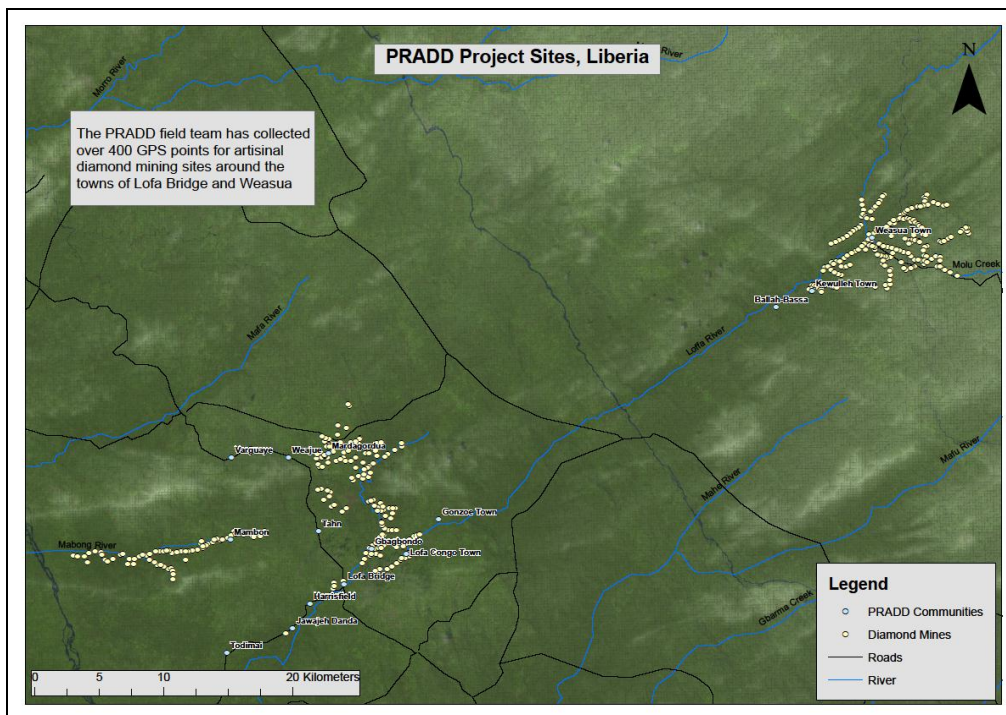 PRADD Project Sites, Liberia
River
N
Morro River
The PRADD field team has collected
over 400 GPS points for artisinal
diamond mining sites around the
towns of Lofa Bridge and Weasua
Weasua Town
Molu Creek
Kewulleh Town
Ballah-Bassa
Mafa River
Loffa River
Mardagordua
Varguaye
Weajue
Mafu River
Mahe River
Gonzoe Town
Tahn
Mambon
Mabong River
Gbagbondo
Lofa Congo Town
Lofa Bridge
Harrisfield
Gbarma Creek
Jawajeh Danda
Todimai
Legend
PRADD Communities
Diamond Mines
Roads
River
0 5 10 20 Kilometers